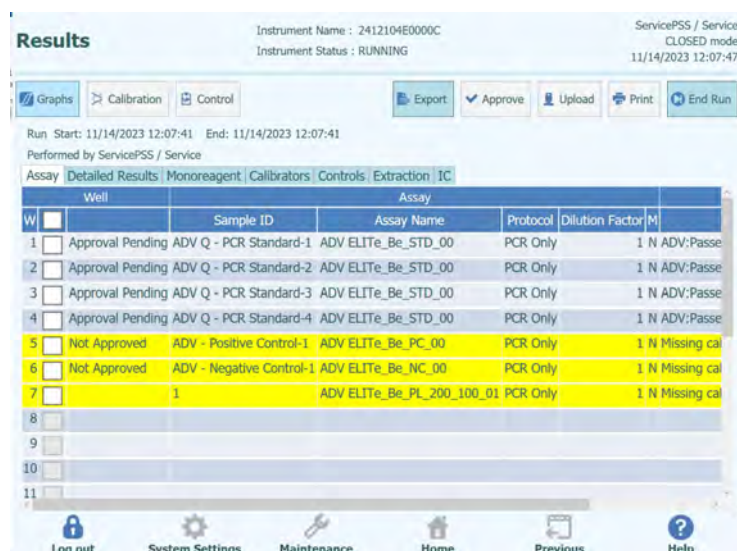 Results
Instrument Name : 2412104E0000C
Instrument Status : RUNNING
ServicePSS / Service
CLOSED mode
11/14/2023 12:07:47
Graphs Calibration Control Export Approve Upload Print End Run
Run Start: 11/14/2023 12:07:41 End: 11/14/2023 12:07:41
Performed by ServicePSS / Service
Assay Detailed Results Monoreagent Calibrators Controls Extraction IC
Well Assay
W Sample ID Assay Name Protocol Dilution Factor M
1 Approval Pending ADV Q - PCR Standard-1 ADV ELITe_Be_STD_00 PCR Only 1 N ADV:Passe
2 Approval Pending ADV Q - PCR Standard-2 ADV ELITe_Be_STD_00 PCR Only 1 N ADV:Passe
3 Approval Pending ADV Q - PCR Standard-3 ADV ELITe_Be_STD_00 PCR Only 1 N ADV:Passe
4 Approval Pending ADV Q - PCR Standard-4 ADV ELITe_Be_STD_00 PCR Only 1 N ADV:Passe
5 Not Approved ADV - Positive Control-1 ADV ELITe_Be_PC_00 PCR Only 1 N Missing cal
6 Not Approved ADV - Negative Control-1 ADV ELITe_Be_NC_00 PCR Only 1 N Missing cal
7 1 ADV ELITe_Be_PL_200_100_01 PCR Only 1 N Missing cal
8
9
10
11
Log out System Settings Maintenance Home Previous Help